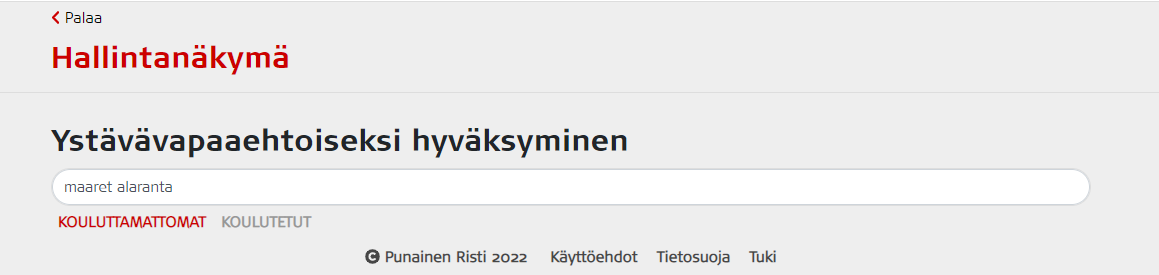 Palaa
Hallintanäkymä
Ystävävapaaehtoiseksi hyväksyminen
maaret alaranta
KOULUTTAMATTOMAT KOULUTETUT
© Punainen Risti 2022 Käyttöehdot Tietosuoja Tuki